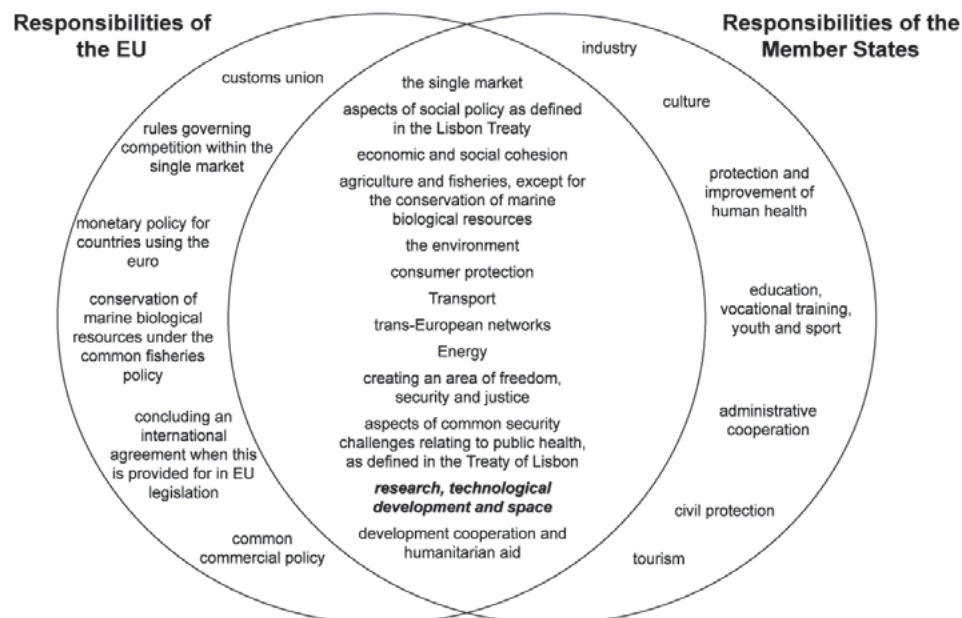 Responsibilities of
the EU
Responsibilities of the
Member States
customs union
rules governing
competition within the
single market
monetary policy for
countries using the
euro
conservation of
marine biological
resources under the
common fisheries
policy
concluding an
international
agreement when this
is provided for in EU
legislation
common
commercial policy
the single market
aspects of social policy as defined
in the Lisbon Treaty
economic and social cohesion
agriculture and fisheries, except for
the conservation of marine
biological resources
the environment
consumer protection
Transport
trans-European networks
Energy
creating an area of freedom,
security and justice
aspects of common security
challenges relating to public health,
as defined in the Treaty of Lisbon
research, technological
development and space
development cooperation and
humanitarian aid
industry
culture
protection and
improvement of
human health
education,
vocational training,
youth and sport
administrative
cooperation
civil protection
tourism